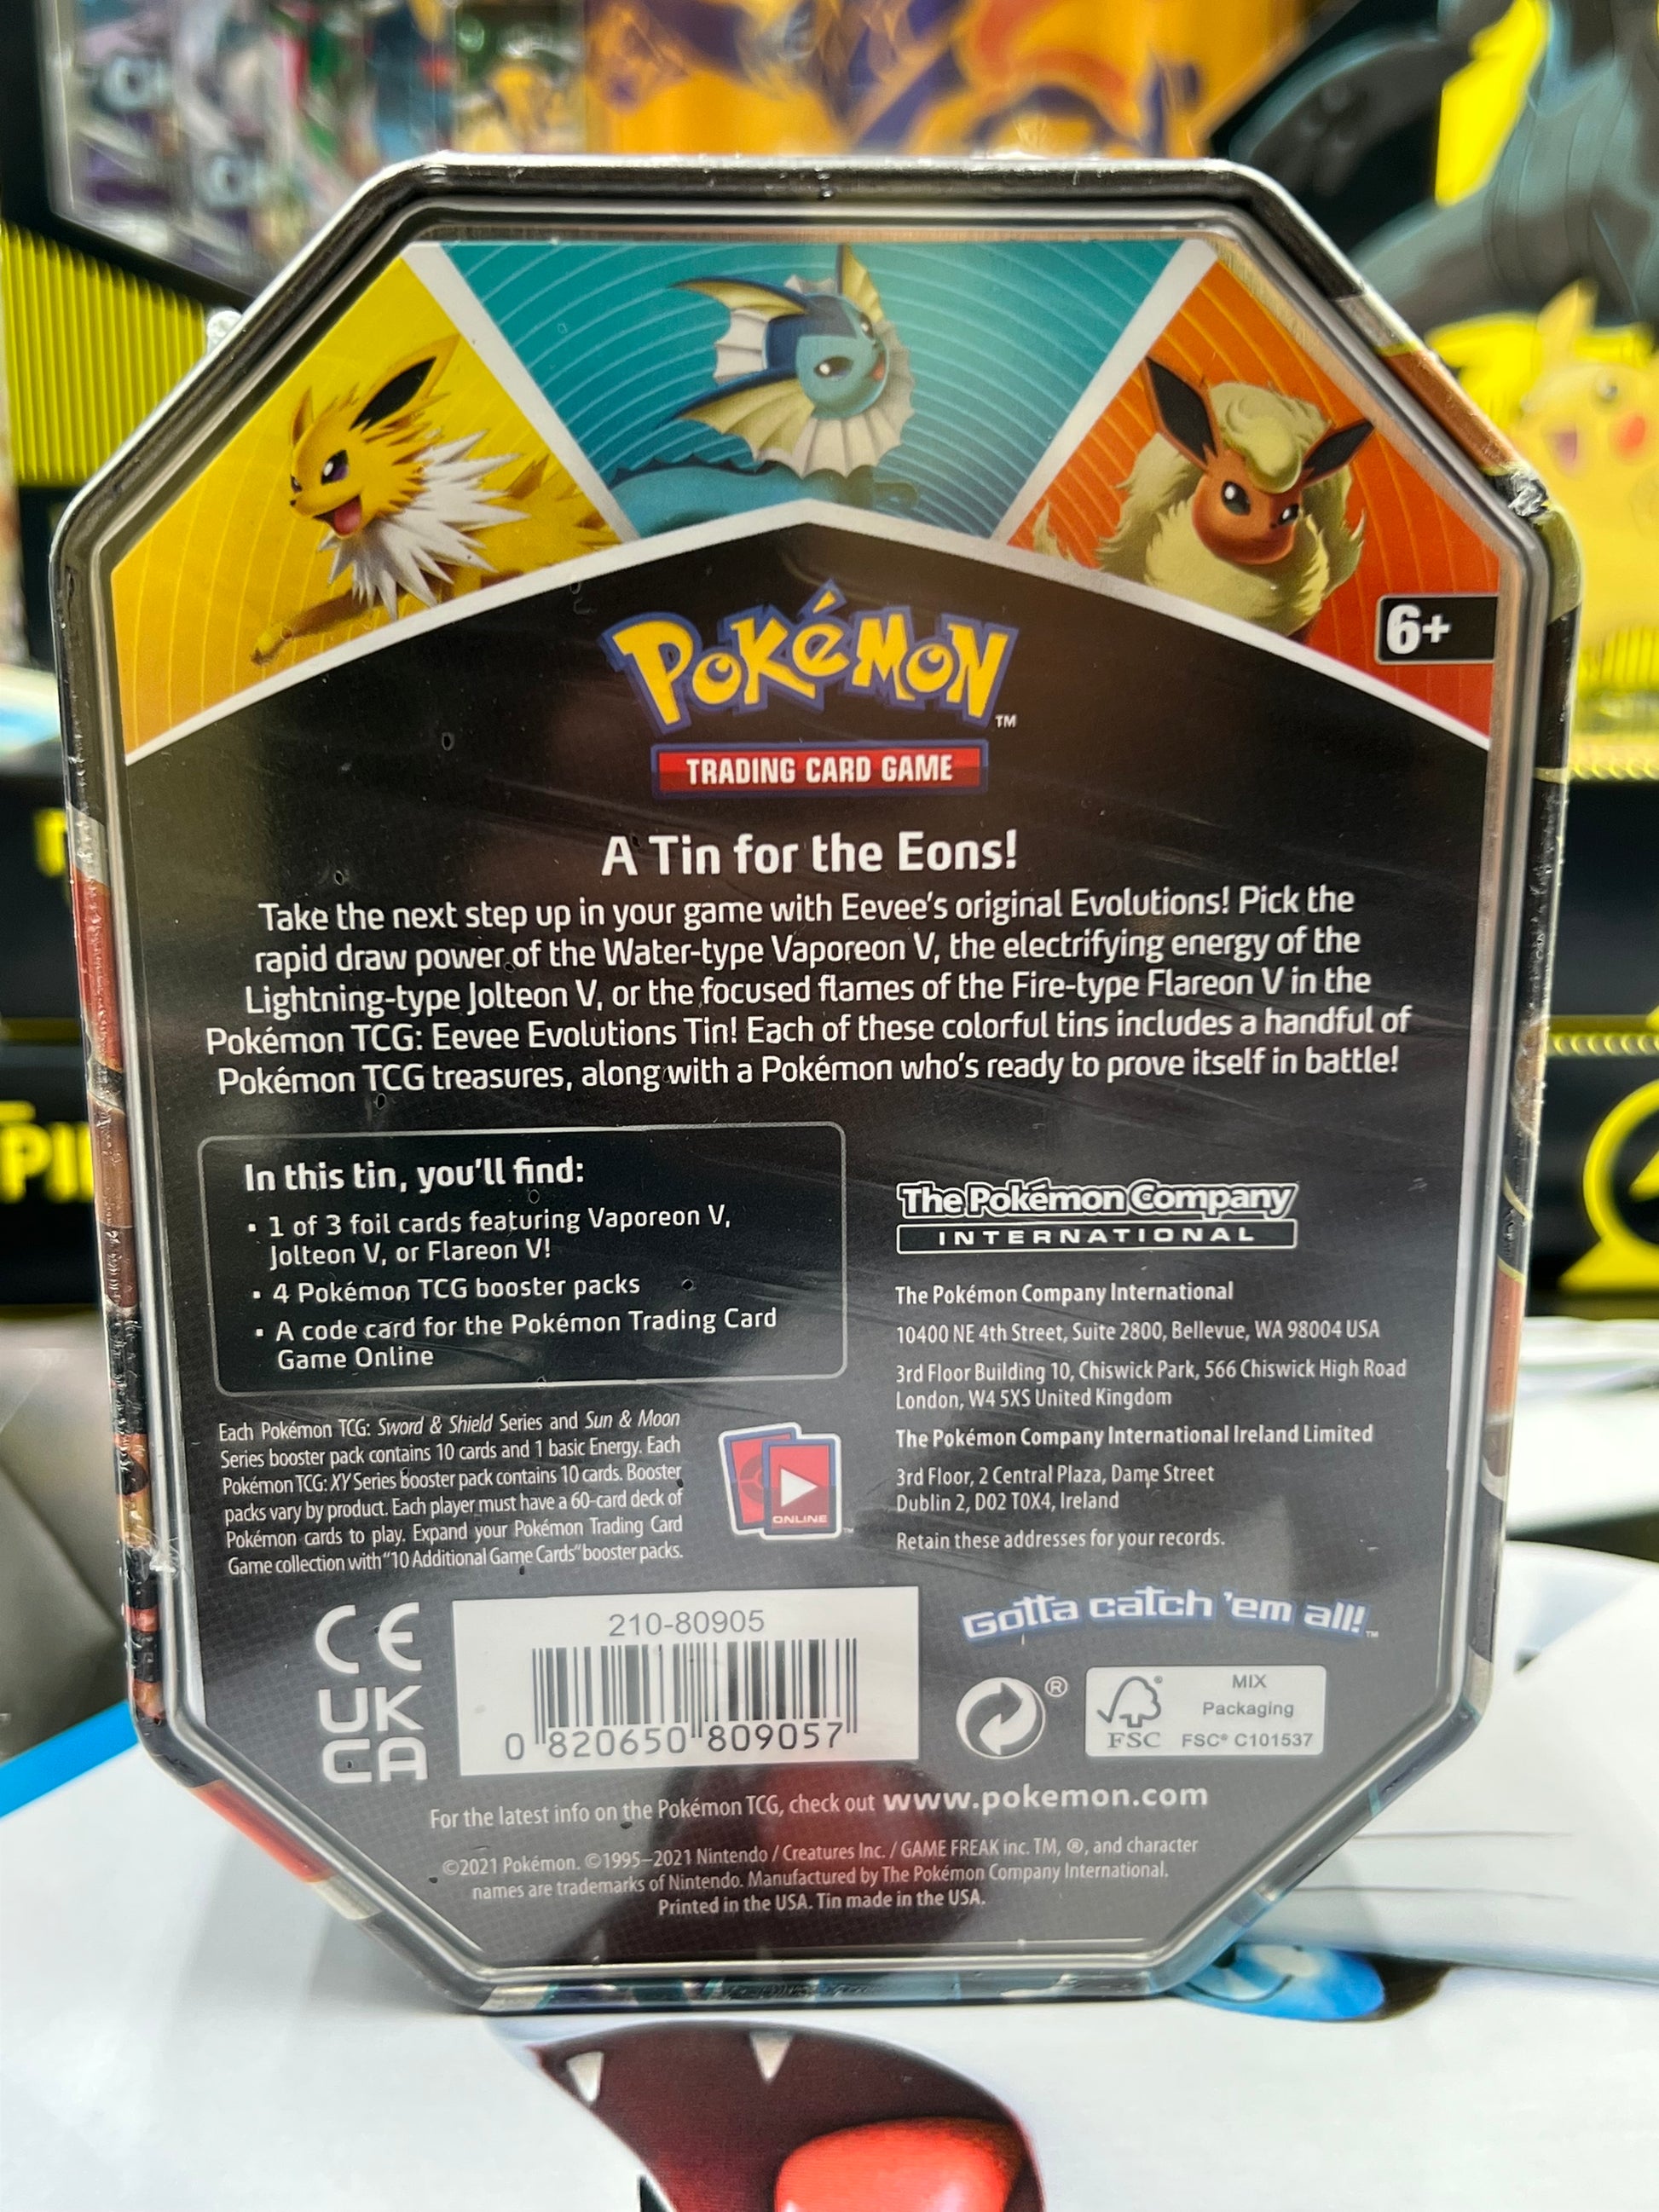 6+
POKéMON
TM
TRADING CARD GAME
A Tin for the Eons!
Take the next step up in your game with Eevee's original Evolutions! Pick the
rapid draw power of the Water-type Vaporeon V, the electrifying energy of the
Lightning-type Jolteon V, or the focused flames of the Fire-type Flareon V in the
Pokémon TCG: Eevee Evolutions Tin! Each of these colorful tins includes a handful of
Pokémon TCG treasures, along with a Pokémon who's ready to prove itself in battle!
In this tin, you'll find:
▪ 1 of 3 foil cards featuring Vaporeon V,
Jolteon V, or Flareon V!
▪ 4 Pokémon TCG booster packs
▪ A code card for the Pokémon Trading Card
Game Online
Each Pokémon TCG: Sword & Shield Series and Sun & Moon
Series booster pack contains 10 cards and 1 basic Energy. Each
Pokémon TCG: XY Series booster pack contains 10 cards. Booster
packs vary by product. Each player must have a 60-card deck of
Pokémon cards to play. Expand your Pokémon Trading Card
Game collection with "10 Additional Game Cards" booster packs.
ONLINE
The Pokémon Company
INTERNATIONAL
The Pokémon Company International
10400 NE 4th Street, Suite 2800, Bellevue, WA 98004 USA
3rd Floor Building 10, Chiswick Park, 566 Chiswick High Road
London, W4 5XS United Kingdom
The Pokémon Company International Ireland Limited
3rd Floor, 2 Central Plaza, Dame Street
Dublin 2, D02 T0X4, Ireland
Retain these addresses for your records.
Gotta catch 'em all!™
CE
UK
CA
210-80905
0 820650 809057
®
FSC
MIX
Packaging
FSC® C101537
For the latest info on the Pokémon TCG, check out www.pokemon.com
©2021 Pokémon. ©1995–2021 Nintendo / Creatures Inc. / GAME FREAK inc. TM, ®, and character
names are trademarks of Nintendo. Manufactured by The Pokémon Company International.
Printed in the USA. Tin made in the USA.